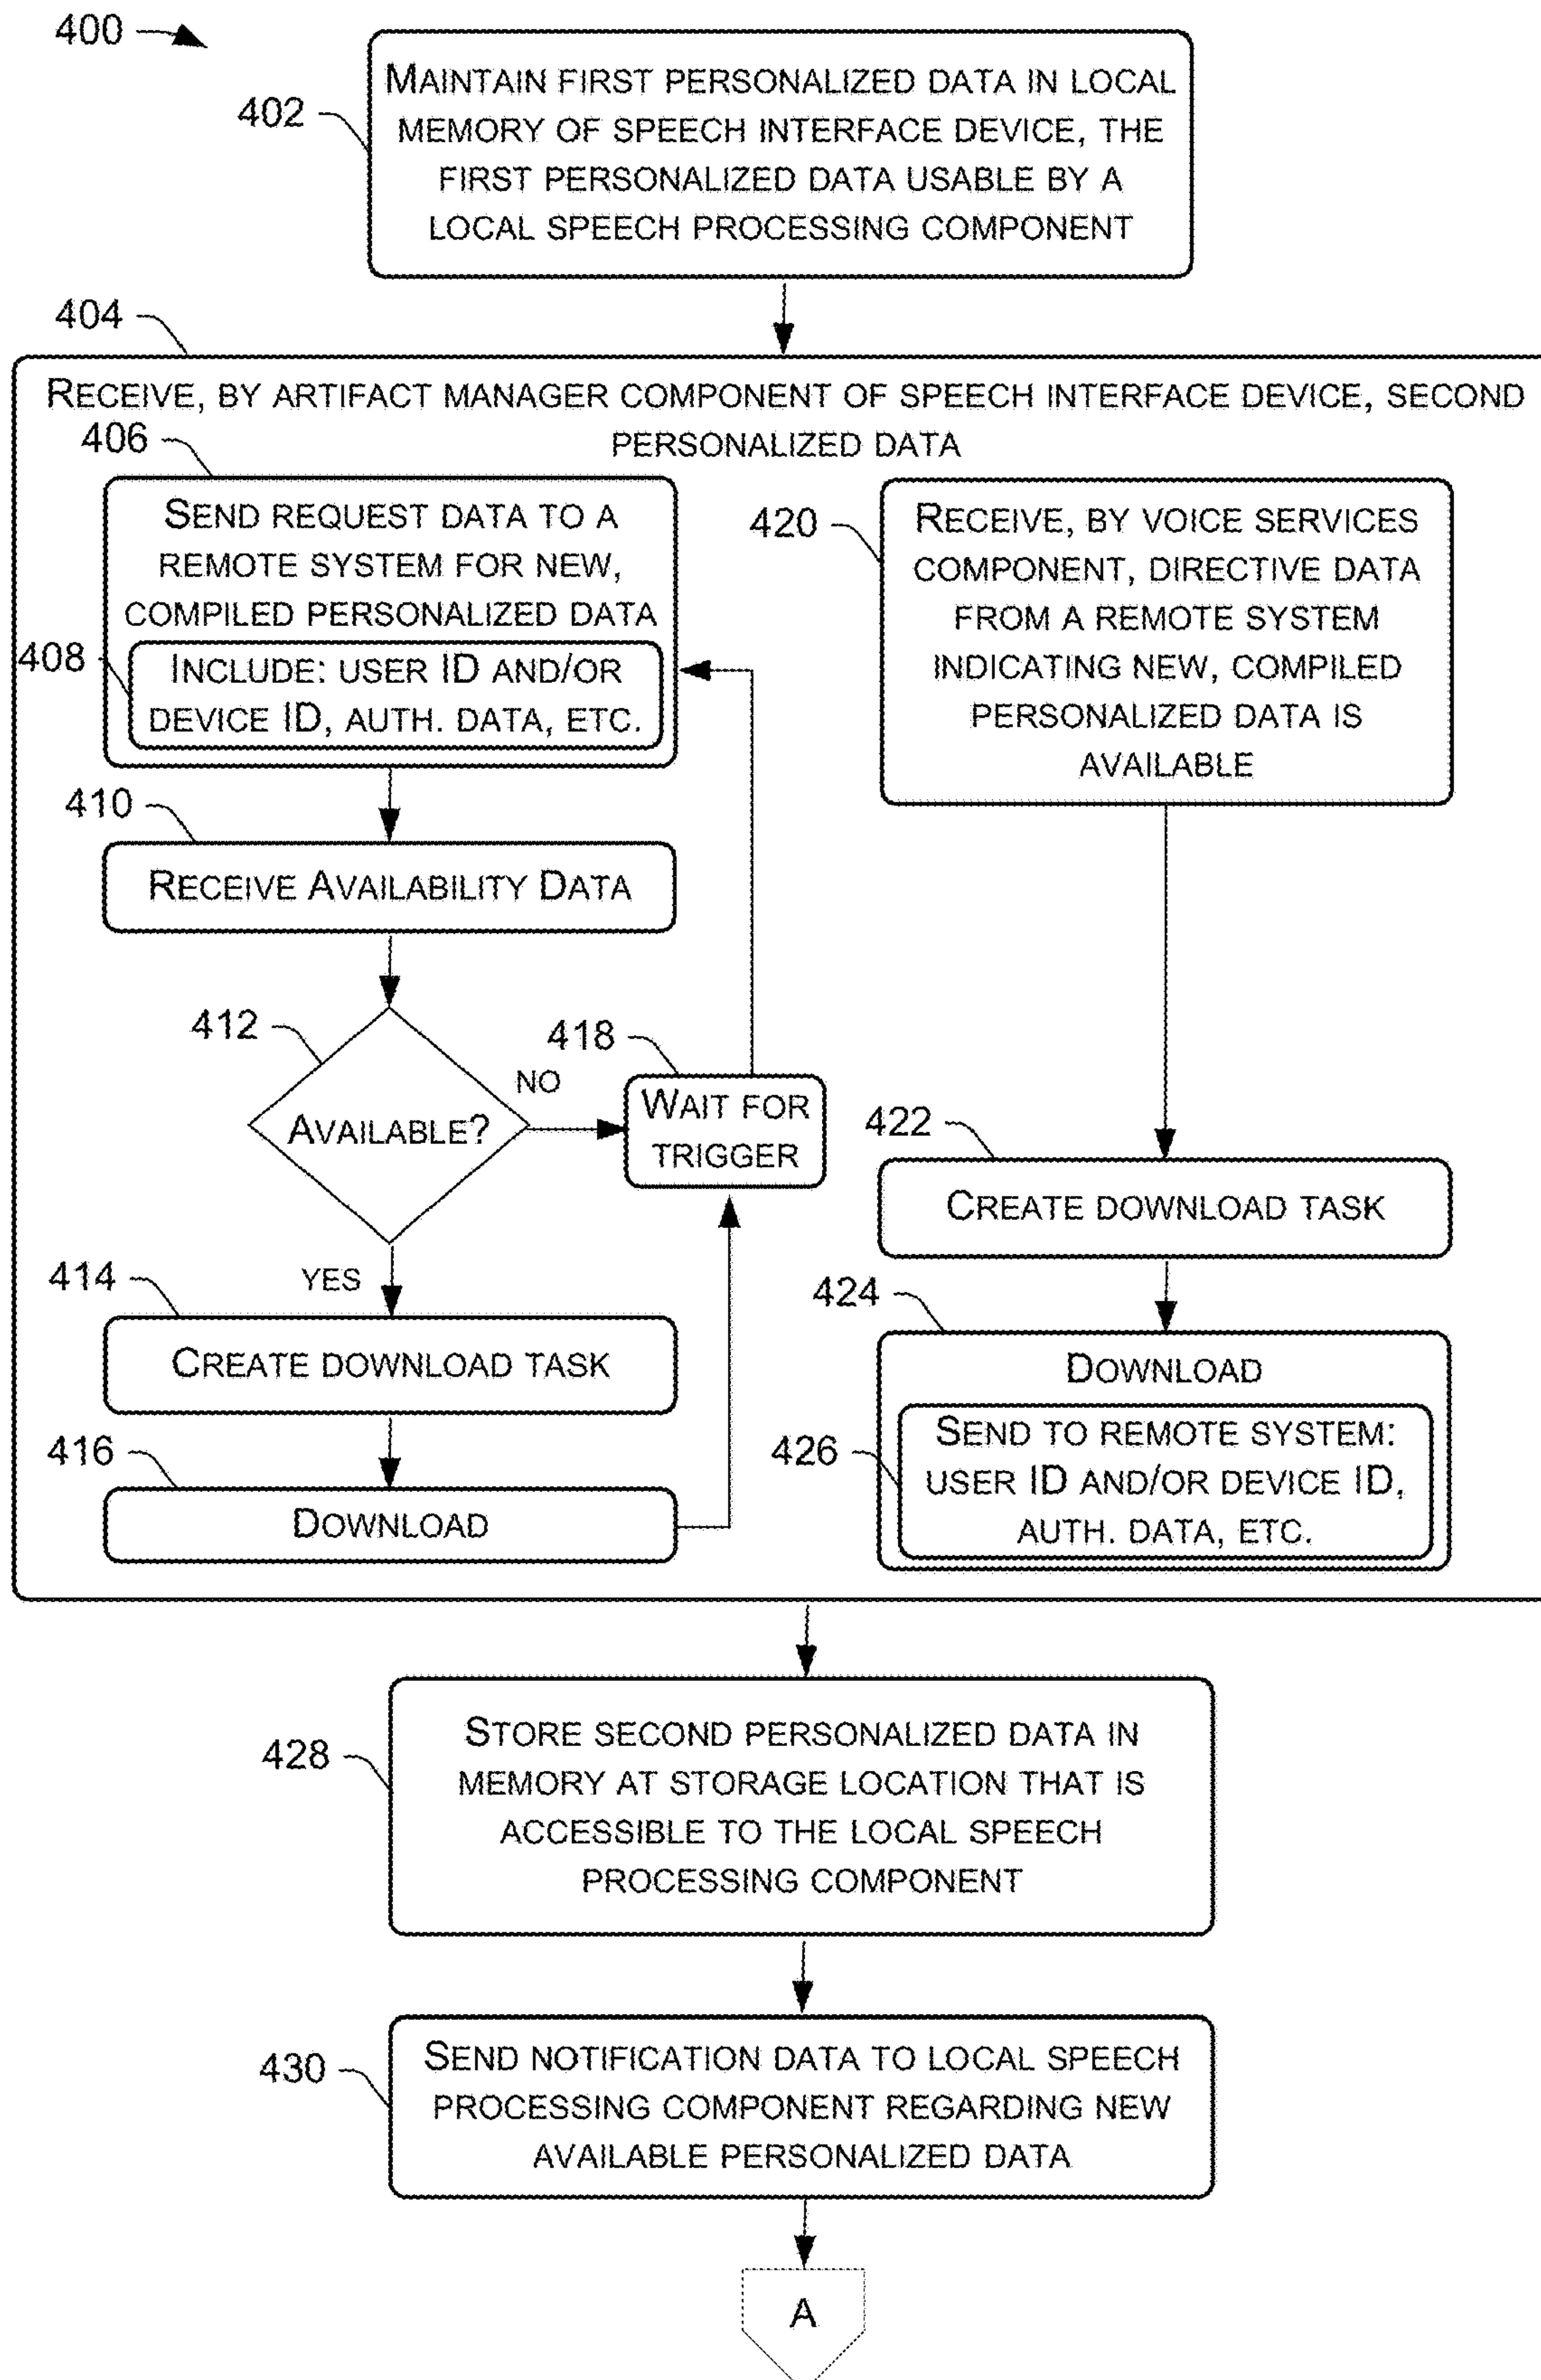 400
402
MAINTAIN FIRST PERSONALIZED DATA IN LOCAL
MEMORY OF SPEECH INTERFACE DEVICE, THE
FIRST PERSONALIZED DATA USABLE BY A
LOCAL SPEECH PROCESSING COMPONENT
404
RECEIVE, BY ARTIFACT MANAGER COMPONENT OF SPEECH INTERFACE DEVICE, SECOND
PERSONALIZED DATA
406
SEND REQUEST DATA TO A
REMOTE SYSTEM FOR NEW,
COMPILED PERSONALIZED DATA
408
INCLUDE: USER ID AND/OR
DEVICE ID, AUTH. DATA, ETC.
410
RECEIVE AVAILABILITY DATA
412
AVAILABLE?
NO
418
WAIT FOR
TRIGGER
YES
414
CREATE DOWNLOAD TASK
416
DOWNLOAD
420
RECEIVE, BY VOICE SERVICES
COMPONENT, DIRECTIVE DATA
FROM A REMOTE SYSTEM
INDICATING NEW, COMPILED
PERSONALIZED DATA IS
AVAILABLE
422
CREATE DOWNLOAD TASK
424
DOWNLOAD
426
SEND TO REMOTE SYSTEM:
USER ID AND/OR DEVICE ID,
AUTH. DATA, ETC.
428
STORE SECOND PERSONALIZED DATA IN
MEMORY AT STORAGE LOCATION THAT IS
ACCESSIBLE TO THE LOCAL SPEECH
PROCESSING COMPONENT
430
SEND NOTIFICATION DATA TO LOCAL SPEECH
PROCESSING COMPONENT REGARDING NEW
AVAILABLE PERSONALIZED DATA
A